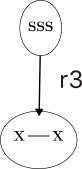 sss
r3
x — x